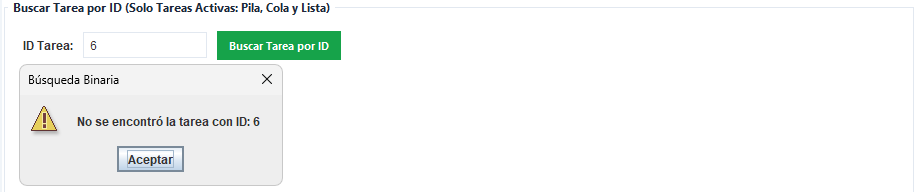 Buscar Tarea por ID (Solo Tareas Activas: Pila, Cola y Lista)
ID Tarea: 6 Buscar Tarea por ID
Búsqueda Binaria
No se encontró la tarea con ID: 6
Aceptar